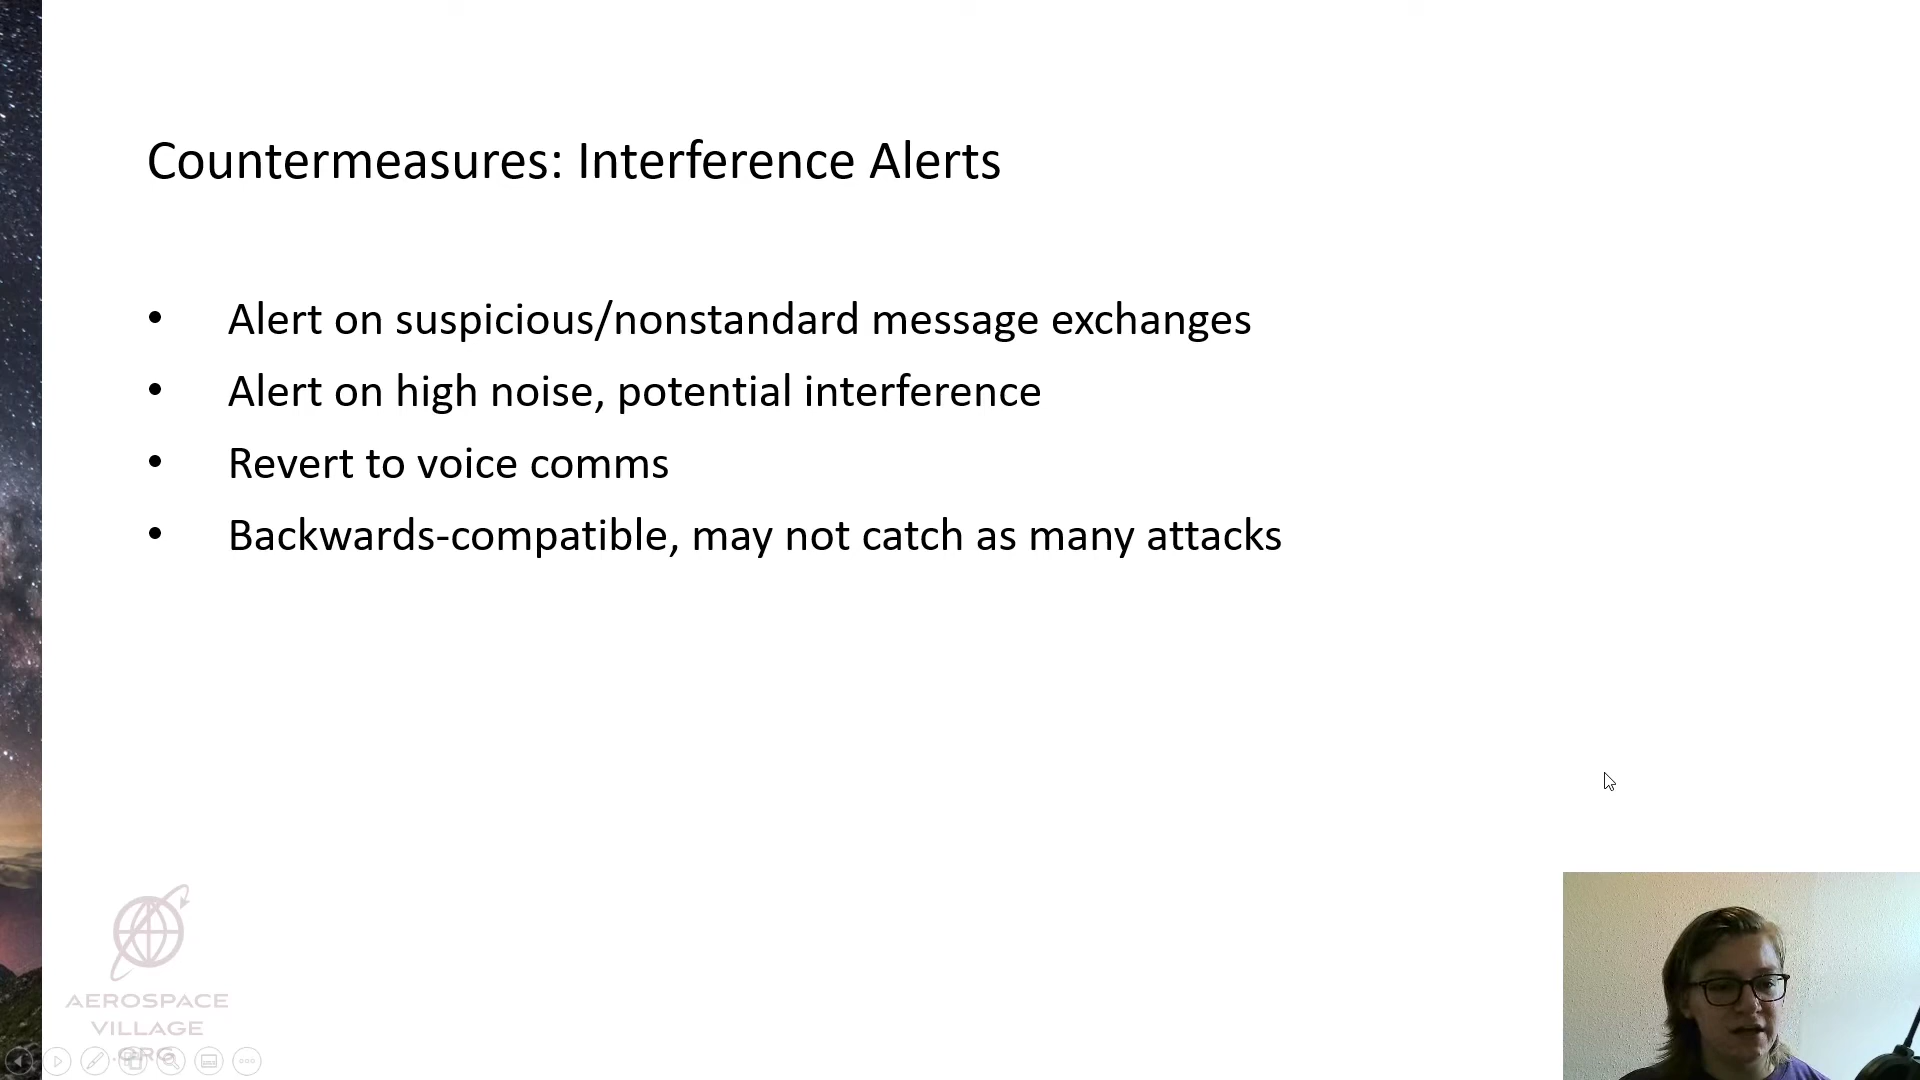 Countermeasures: Interference Alerts
• Alert on suspicious/nonstandard message exchanges
• Alert on high noise, potential interference
• Revert to voice comms
• Backwards-compatible, may not catch as many attacks
AEROSPACE
VILLAGE
.ORG